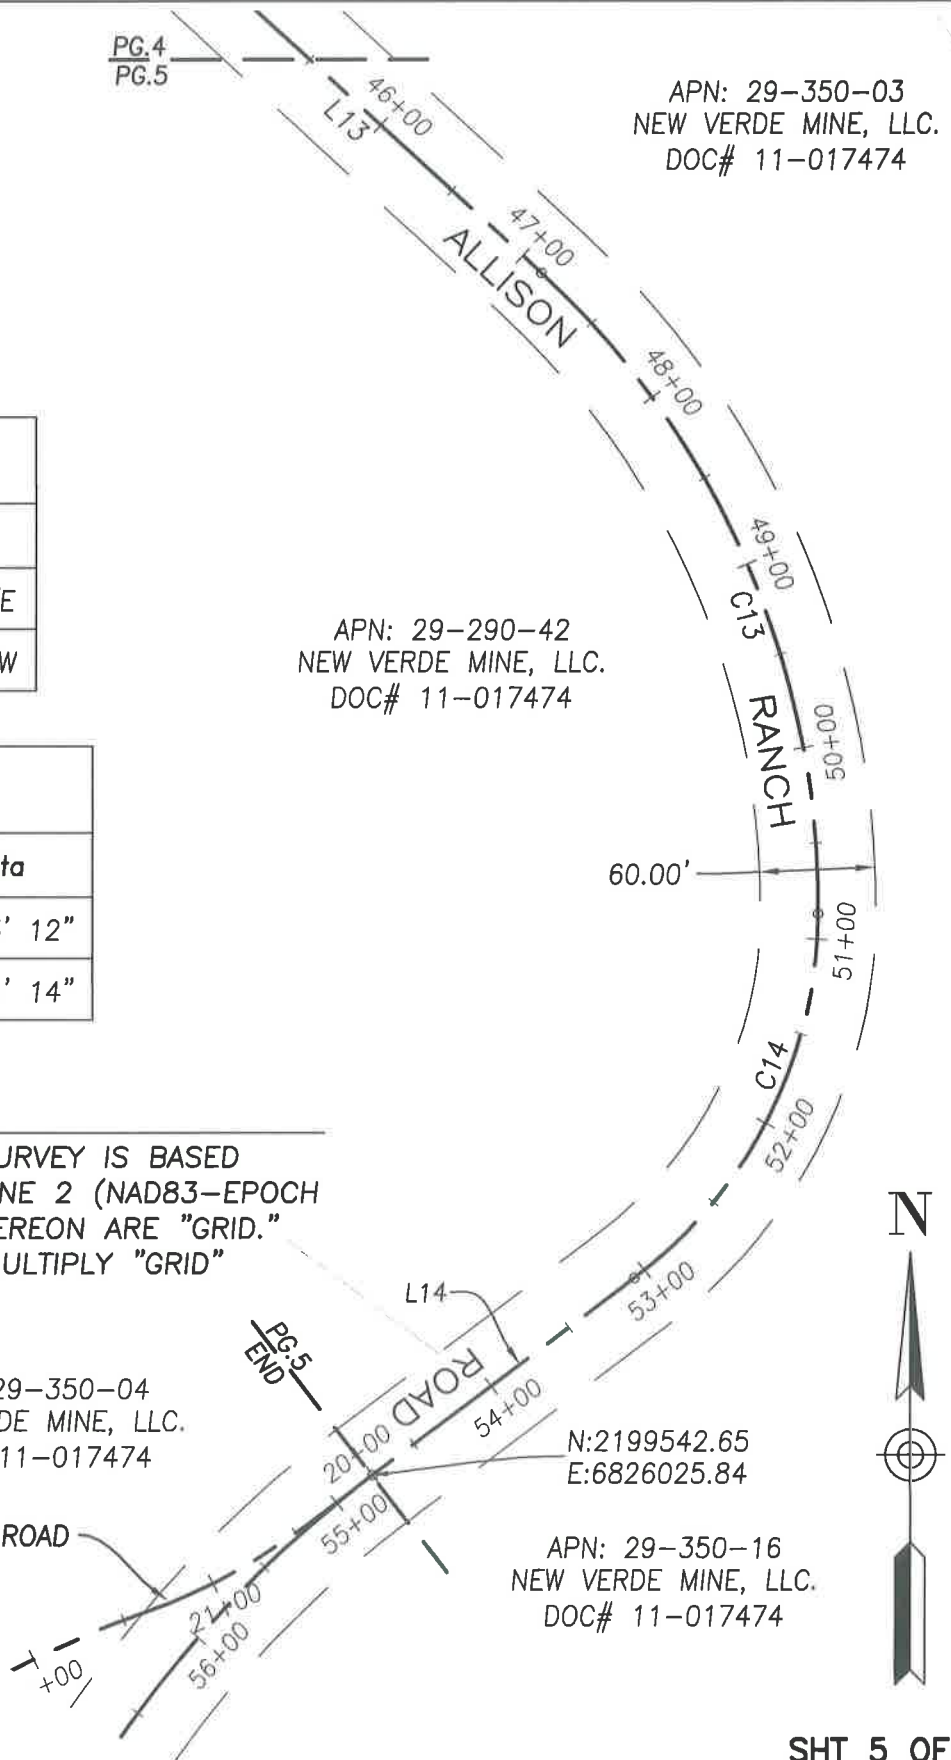 PG.4
PG.5
46+00
L13
APN: 29-350-03
NEW VERDE MINE, LLC.
DOC# 11-017474
47+00
ALLISON
48+00
49+00
C13
E
W
APN: 29-290-42
NEW VERDE MINE, LLC.
DOC# 11-017474
RANCH
50+00
ta
60.00'
' 12"
51+00
' 14"
C14
52+00
URVEY IS BASED
NE 2 (NAD83-EPOCH
EREON ARE "GRID."
ULTIPLY "GRID"
N
53+00
L14
PG.5
END
ROAD
54+00
29-350-04
DE MINE, LLC.
11-017474
20+00
N:2199542.65
E:6826025.84
55+00
ROAD
APN: 29-350-16
NEW VERDE MINE, LLC.
DOC# 11-017474
21+00
56+00
+00
SHT 5 OF